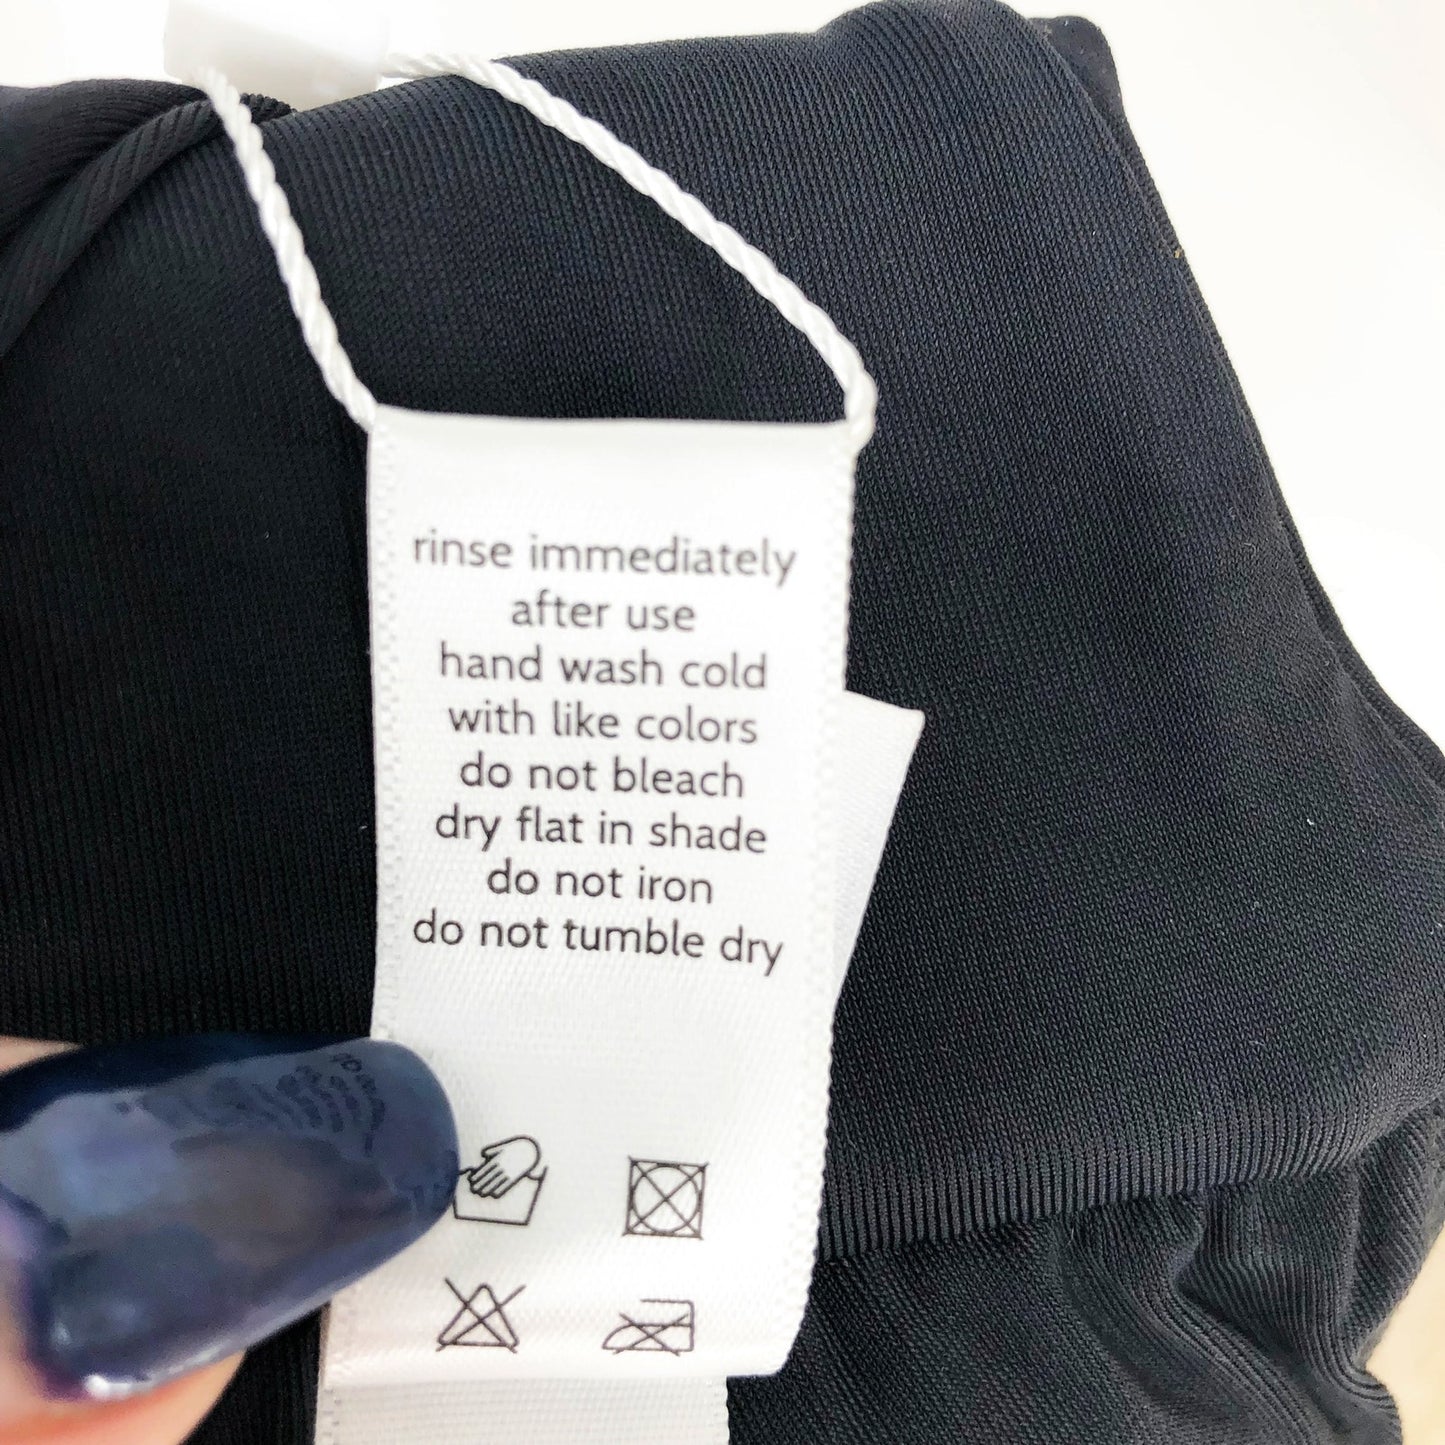 rinse immediately
after use
hand wash cold
with like colors
do not bleach
dry flat in shade
do not iron
do not tumble dry